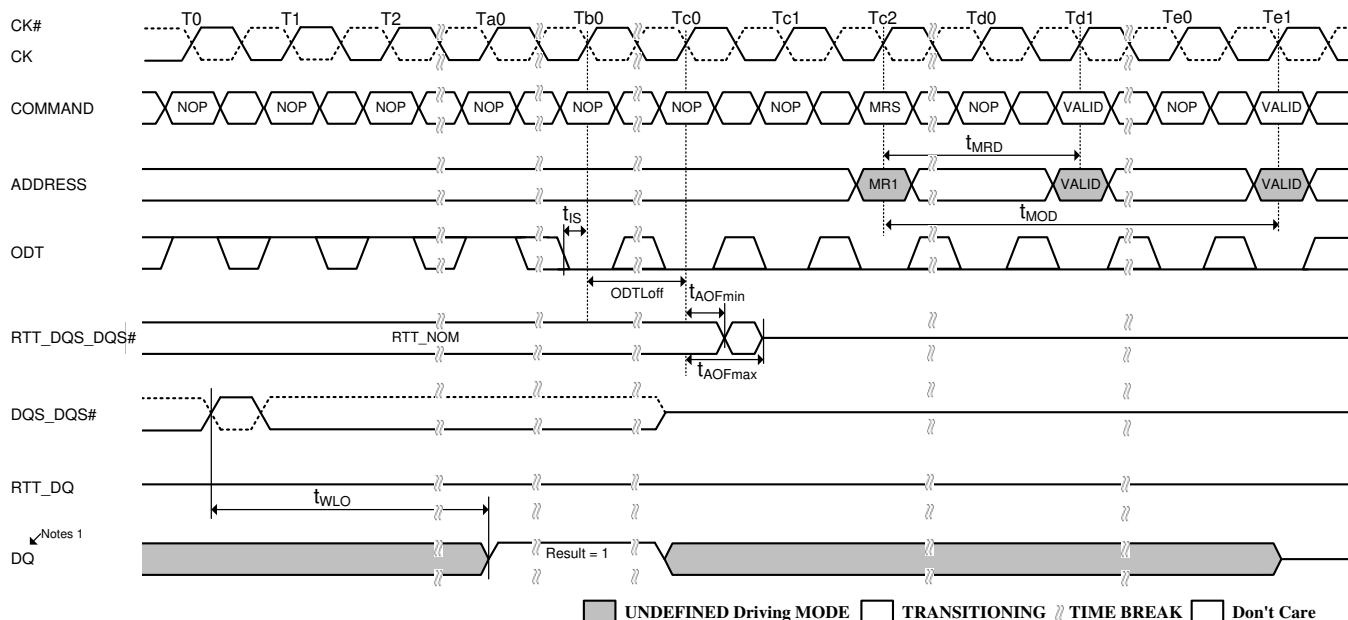 T0 T1 T2 Ta0 Tb0 Tc0 Tc1 Tc2 Td0 Td1 Te0 Te1
CK#
CK
COMMAND NOP NOP NOP NOP NOP NOP NOP MRS NOP VALID NOP VALID
tMRD
ADDRESS MR1 VALID VALID
tIS tMOD
ODT
ODTLoff tAOFmin
RTT_DQS_DQS# RTT_NOM
tAOFmax
DQS_DQS#
RTT_DQ
tWLO
Notes 1
DQ Result = 1
UNDEFINED Driving MODE TRANSITIONING TIME BREAK Don't Care